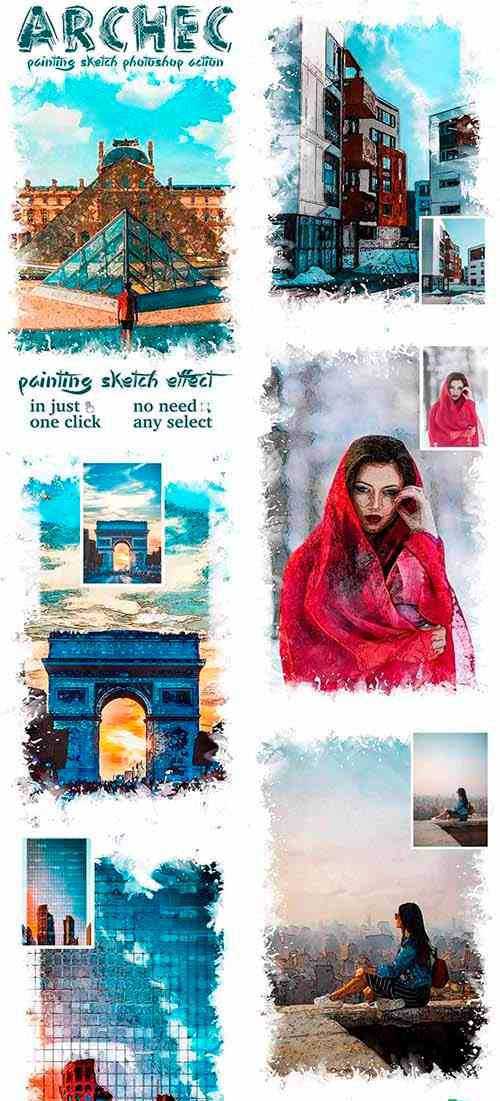 ARCHEC
painting sketch photoshop action
painting sketch effect
in just
one click
no need
any select